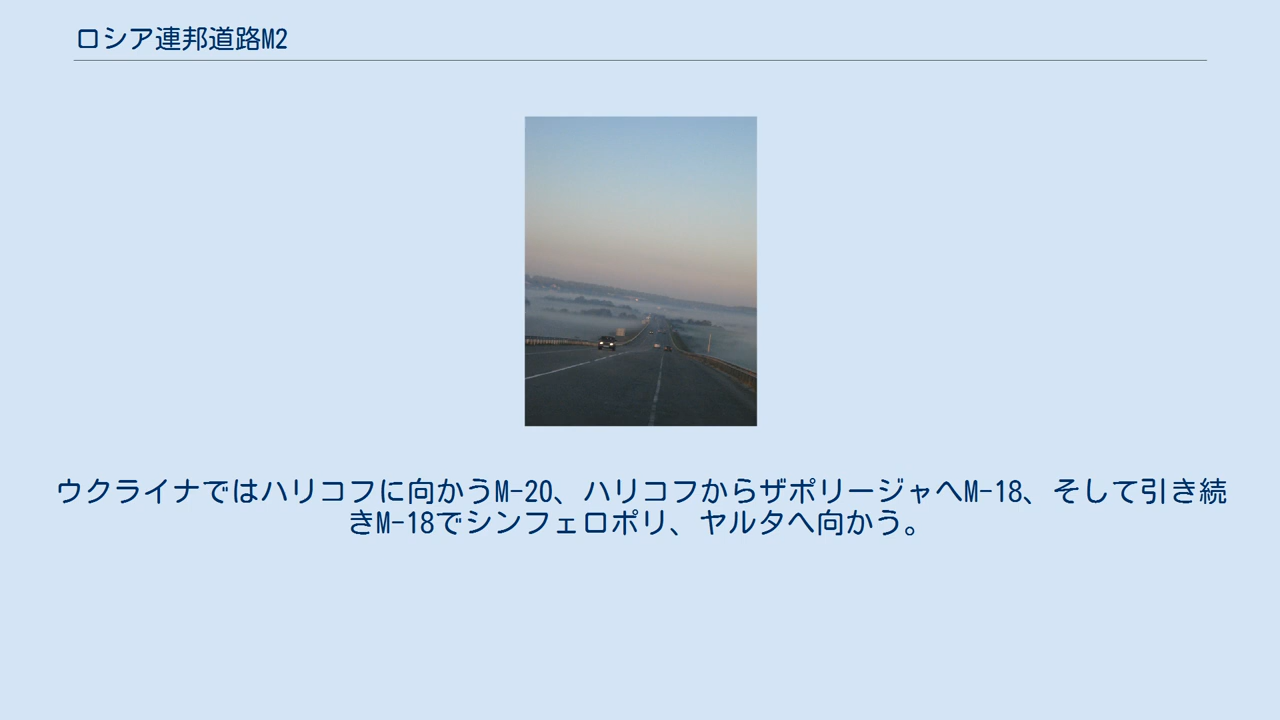 ロシア連邦道路M2
ウクライナではハリコフに向かうM-20、ハリコフからザポリージャへM-18、そして引き続
きM-18でシンフェロポリ、ヤルタへ向かう。